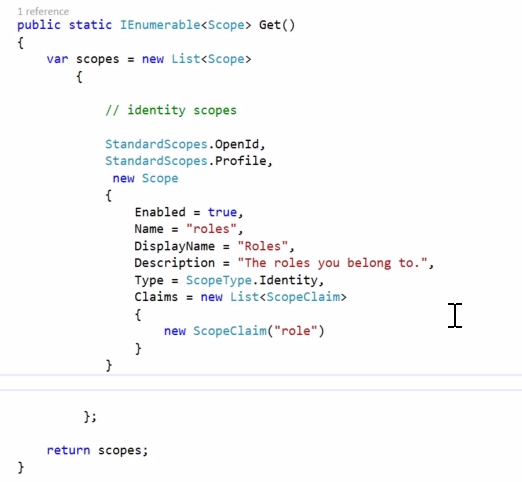 1 reference
public static IEnumerable<Scope> Get()
{
var scopes = new List<Scope>
{
// identity scopes
StandardScopes.OpenId,
StandardScopes.Profile,
new Scope
{
Enabled = true,
Name = "roles",
DisplayName = "Roles",
Description = "The roles you belong to.",
Type = ScopeType.Identity,
Claims = new List<ScopeClaim>
{
new ScopeClaim("role")
}
}
};
return scopes;
}